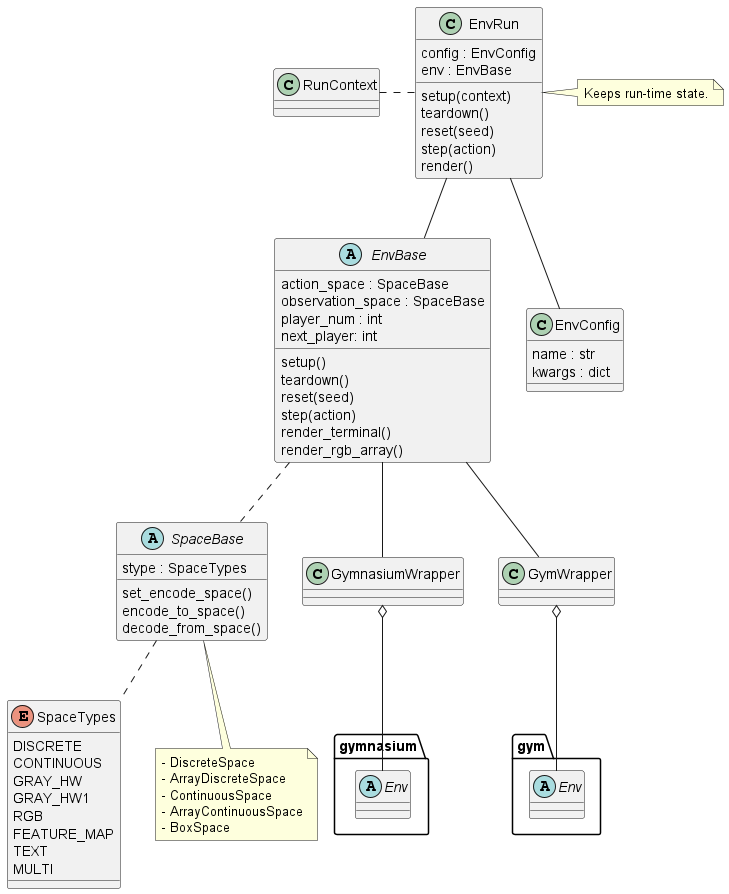 C EnvRun
config : EnvConfig
env : EnvBase
setup(context)
teardown()
reset(seed)
step(action)
render()
C RunContext
Keeps run-time state.
A EnvBase
action_space : SpaceBase
observation_space : SpaceBase
player_num : int
next_player: int
setup()
teardown()
reset(seed)
step(action)
render_terminal()
render_rgb_array()
C EnvConfig
name : str
kwargs : dict
A SpaceBase
stype : SpaceTypes
set_encode_space()
encode_to_space()
decode_from_space()
C GymnasiumWrapper
C GymWrapper
E SpaceTypes
DISCRETE
CONTINUOUS
GRAY_HW
GRAY_HW1
RGB
FEATURE_MAP
TEXT
MULTI
- DiscreteSpace
- ArrayDiscreteSpace
- ContinuousSpace
- ArrayContinuousSpace
- BoxSpace
gymnasium
A Env
gym
A Env